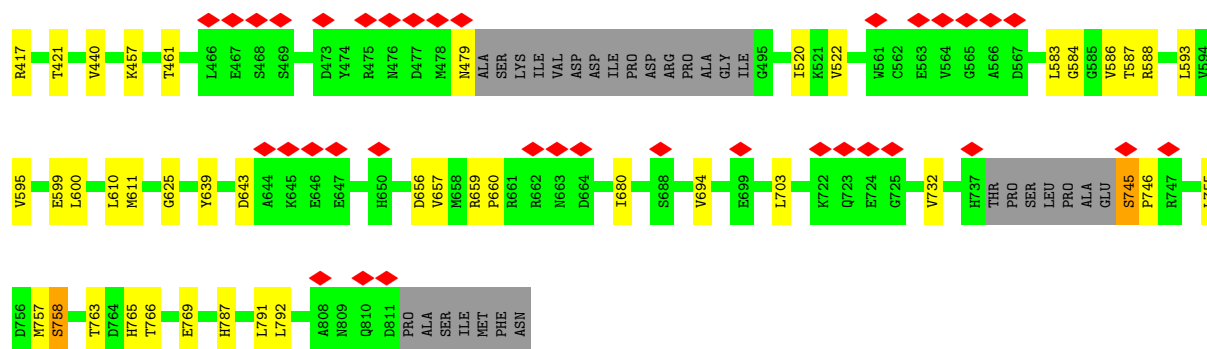 R417 T421 V440 K457 T461 L466 E467 S468 S469 D473 Y474 R475 N476 D477 M478 N479 ALA SER LYS ILE VAL ASP ASP ILE PRO ASP ARG PRO ALA GLY ILE G495 I520 K521 V522 W561 C562 E563 V564 G565 A566 D567 L583 G584 G585 V586 T587 R588 L593 V594
V595 E599 L600 L610 M611 G625 Y639 D643 A644 K645 E646 E647 H650 D656 V657 M658 R659 P660 R661 R662 N663 D664 I680 S688 V694 E699 L703 K722 Q723 E724 G725 V732 H737 THR PRO SER LEU PRO ALA GLU S745 P746 R747 L755
D756 M757 S758 T763 D764 H765 T766 E769 H787 L791 L792 A808 N809 Q810 D811 PRO ALA SER ILE MET PHE ASN